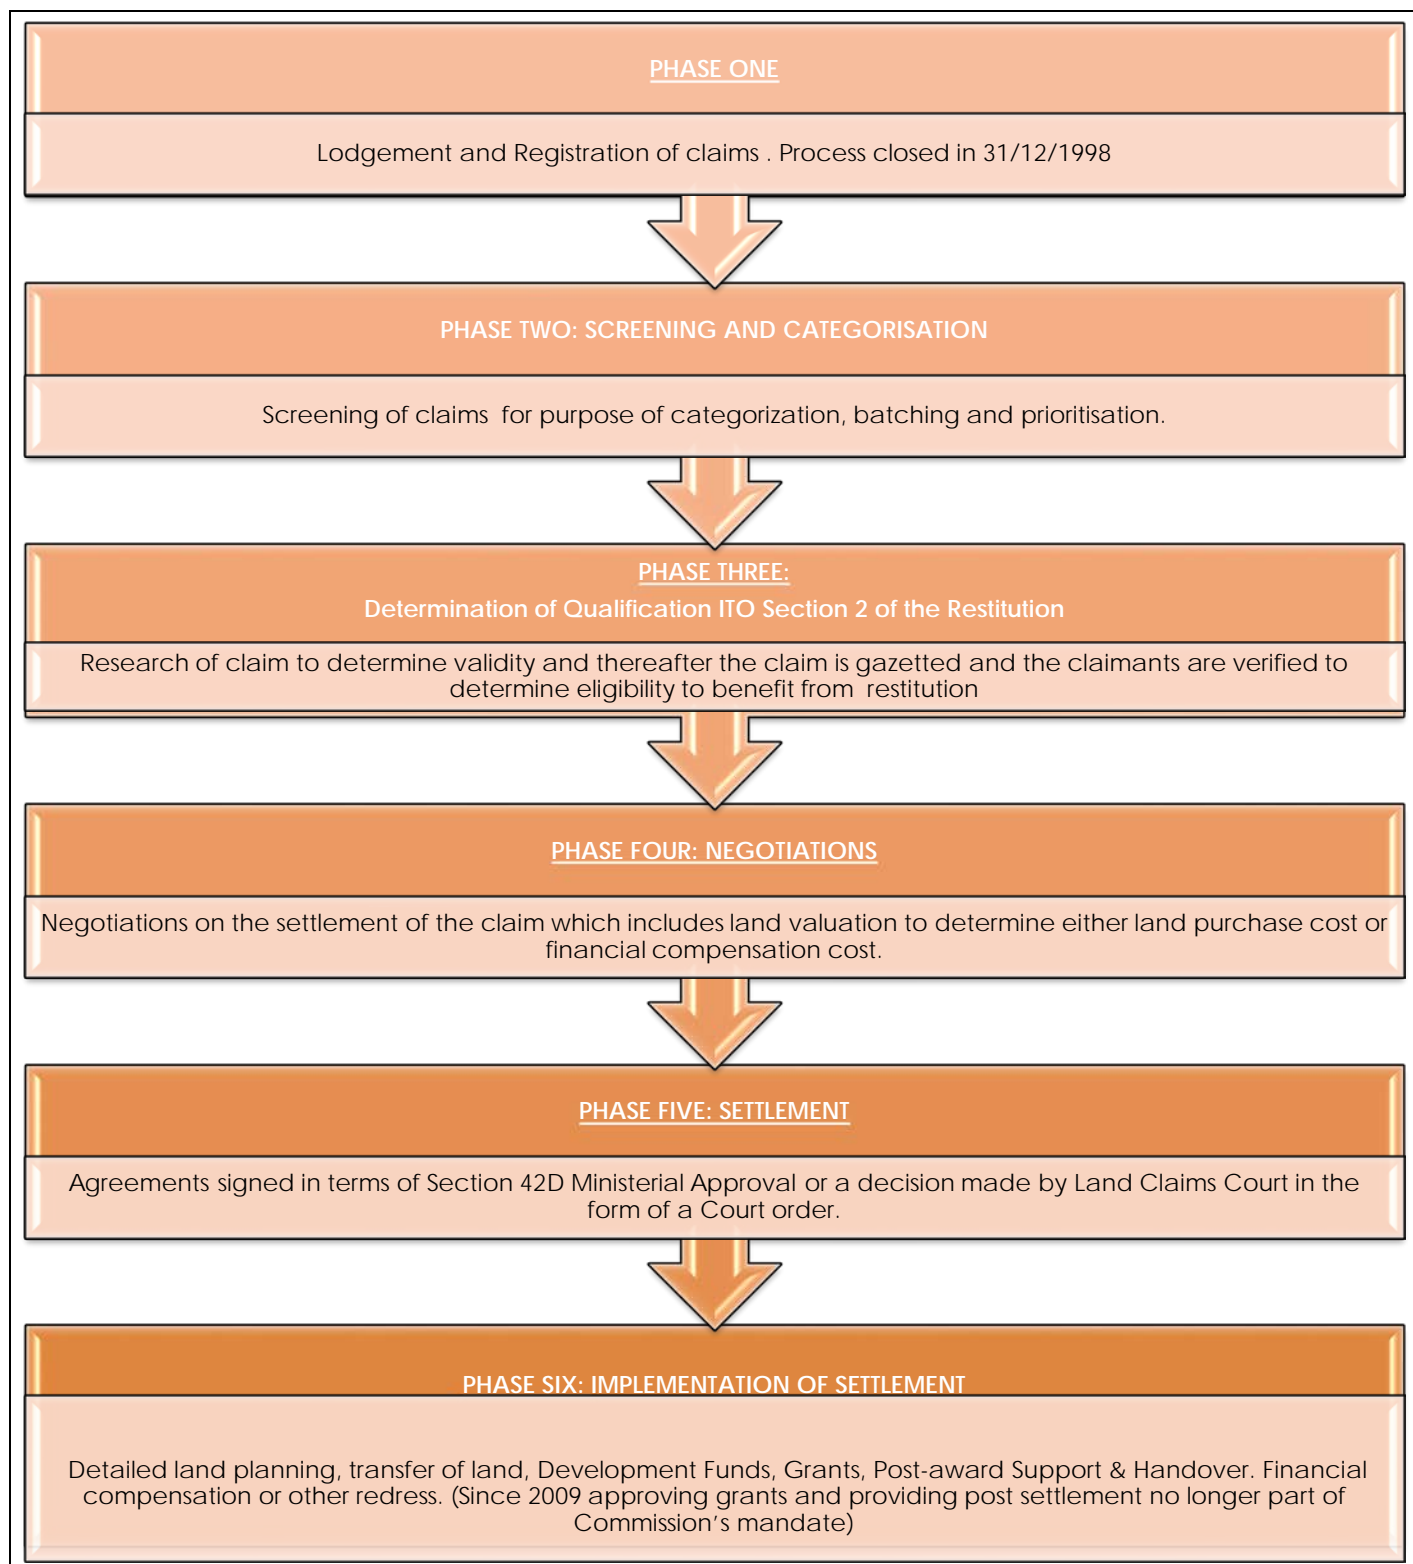 PHASE ONE
Lodgement and Registration of claims . Process closed in 31/12/1998
PHASE TWO: SCREENING AND CATEGORISATION
Screening of claims for purpose of categorization, batching and prioritisation.
PHASE THREE:
Determination of Qualification ITO Section 2 of the Restitution
Research of claim to determine validity and thereafter the claim is gazetted and the claimants are verified to
determine eligibility to benefit from restitution
PHASE FOUR: NEGOTIATIONS
Negotiations on the settlement of the claim which includes land valuation to determine either land purchase cost or
financial compensation cost.
PHASE FIVE: SETTLEMENT
Agreements signed in terms of Section 42D Ministerial Approval or a decision made by Land Claims Court in the
form of a Court order.
PHASE SIX: IMPLEMENTATION OF SETTLEMENT
Detailed land planning, transfer of land, Development Funds, Grants, Post-award Support & Handover. Financial
compensation or other redress. (Since 2009 approving grants and providing post settlement no longer part of
Commission's mandate)